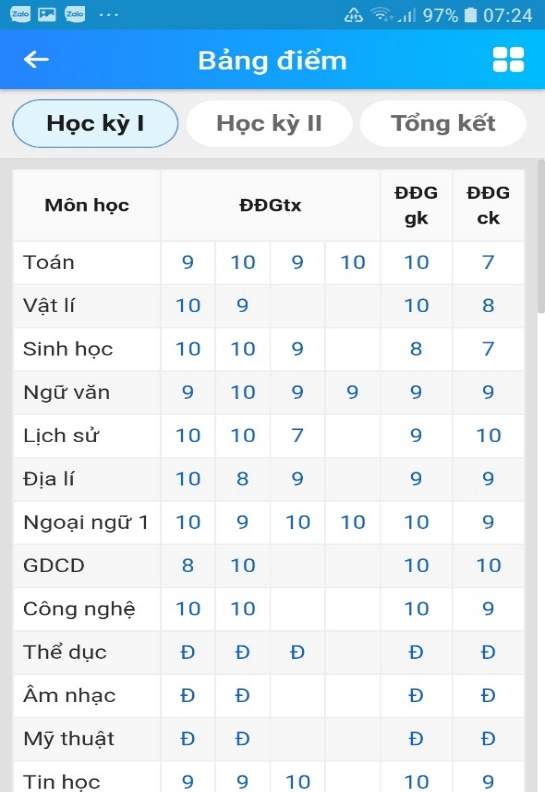 Zalo Zalo ... 97% 07:24
Bảng điểm
Học kỳ I Học kỳ II Tổng kết
Môn học ĐĐGtx ĐĐG gk ĐĐG ck
Toán 9 10 9 10 10 7
Vật lí 10 9 10 8
Sinh học 10 10 9 8 7
Ngữ văn 9 10 9 9 9 9
Lịch sử 10 10 7 9 10
Địa lí 10 8 9 9 9
Ngoại ngữ 1 10 9 10 10 10 9
GDCD 8 10 10 10
Công nghệ 10 10 10 9
Thể dục Đ Đ Đ Đ Đ
Âm nhạc Đ Đ Đ Đ
Mỹ thuật Đ Đ Đ Đ
Tin học 9 9 10 10 9